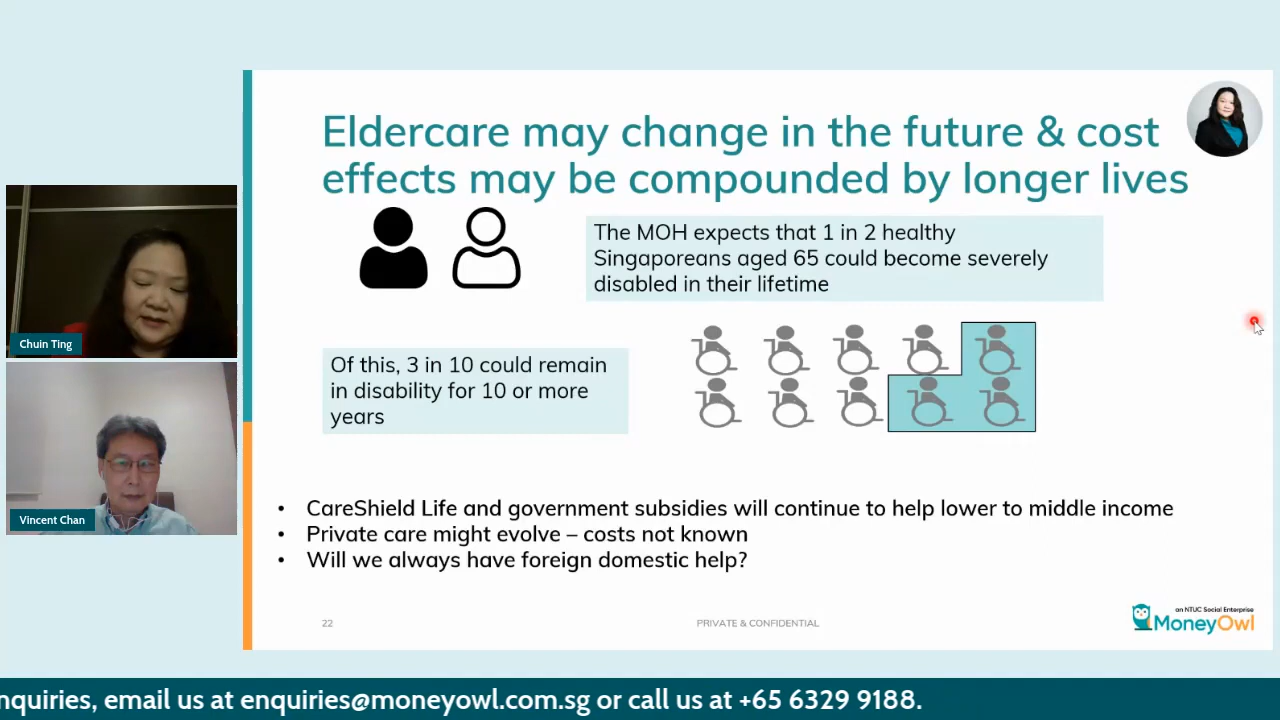 Eldercare may change in the future & cost
effects may be compounded by longer lives
The MOH expects that 1 in 2 healthy
Singaporeans aged 65 could become severely
disabled in their lifetime
Of this, 3 in 10 could remain
in disability for 10 or more
years
• CareShield Life and government subsidies will continue to help lower to middle income
• Private care might evolve – costs not known
• Will we always have foreign domestic help?
22
PRIVATE & CONFIDENTIAL
an NTUC Social Enterprise
MoneyOwl
Chuin Ting
Vincent Chan
nquiries, email us at enquiries@moneyowl.com.sg or call us at +65 6329 9188.